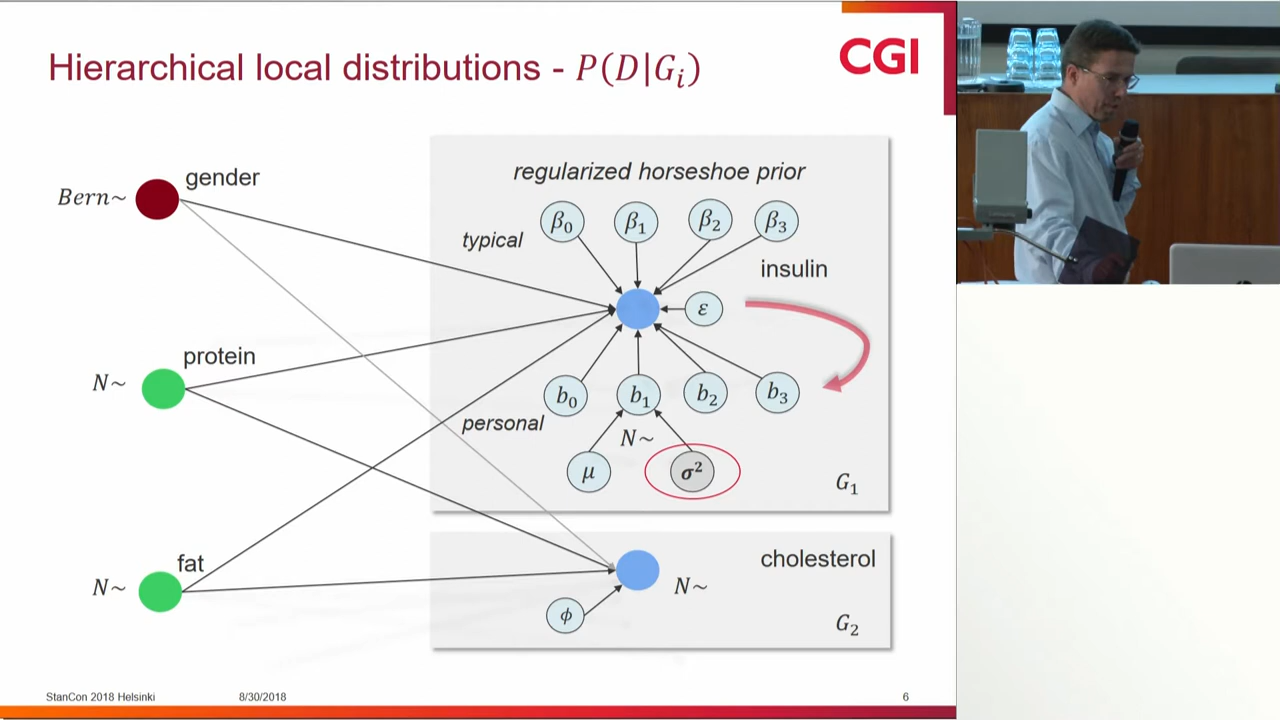 Hierarchical local distributions - P(D|G_i)
CGI
gender
Bern~
regularized horseshoe prior
β₀ β₁ β₂ β₃
typical
insulin
ε
protein
N~
b₀ b₁ b₂ b₃
personal
N~
μ σ²
G₁
fat
N~
cholesterol
N~
ϕ
G₂
StanCon 2018 Helsinki 8/30/2018 6